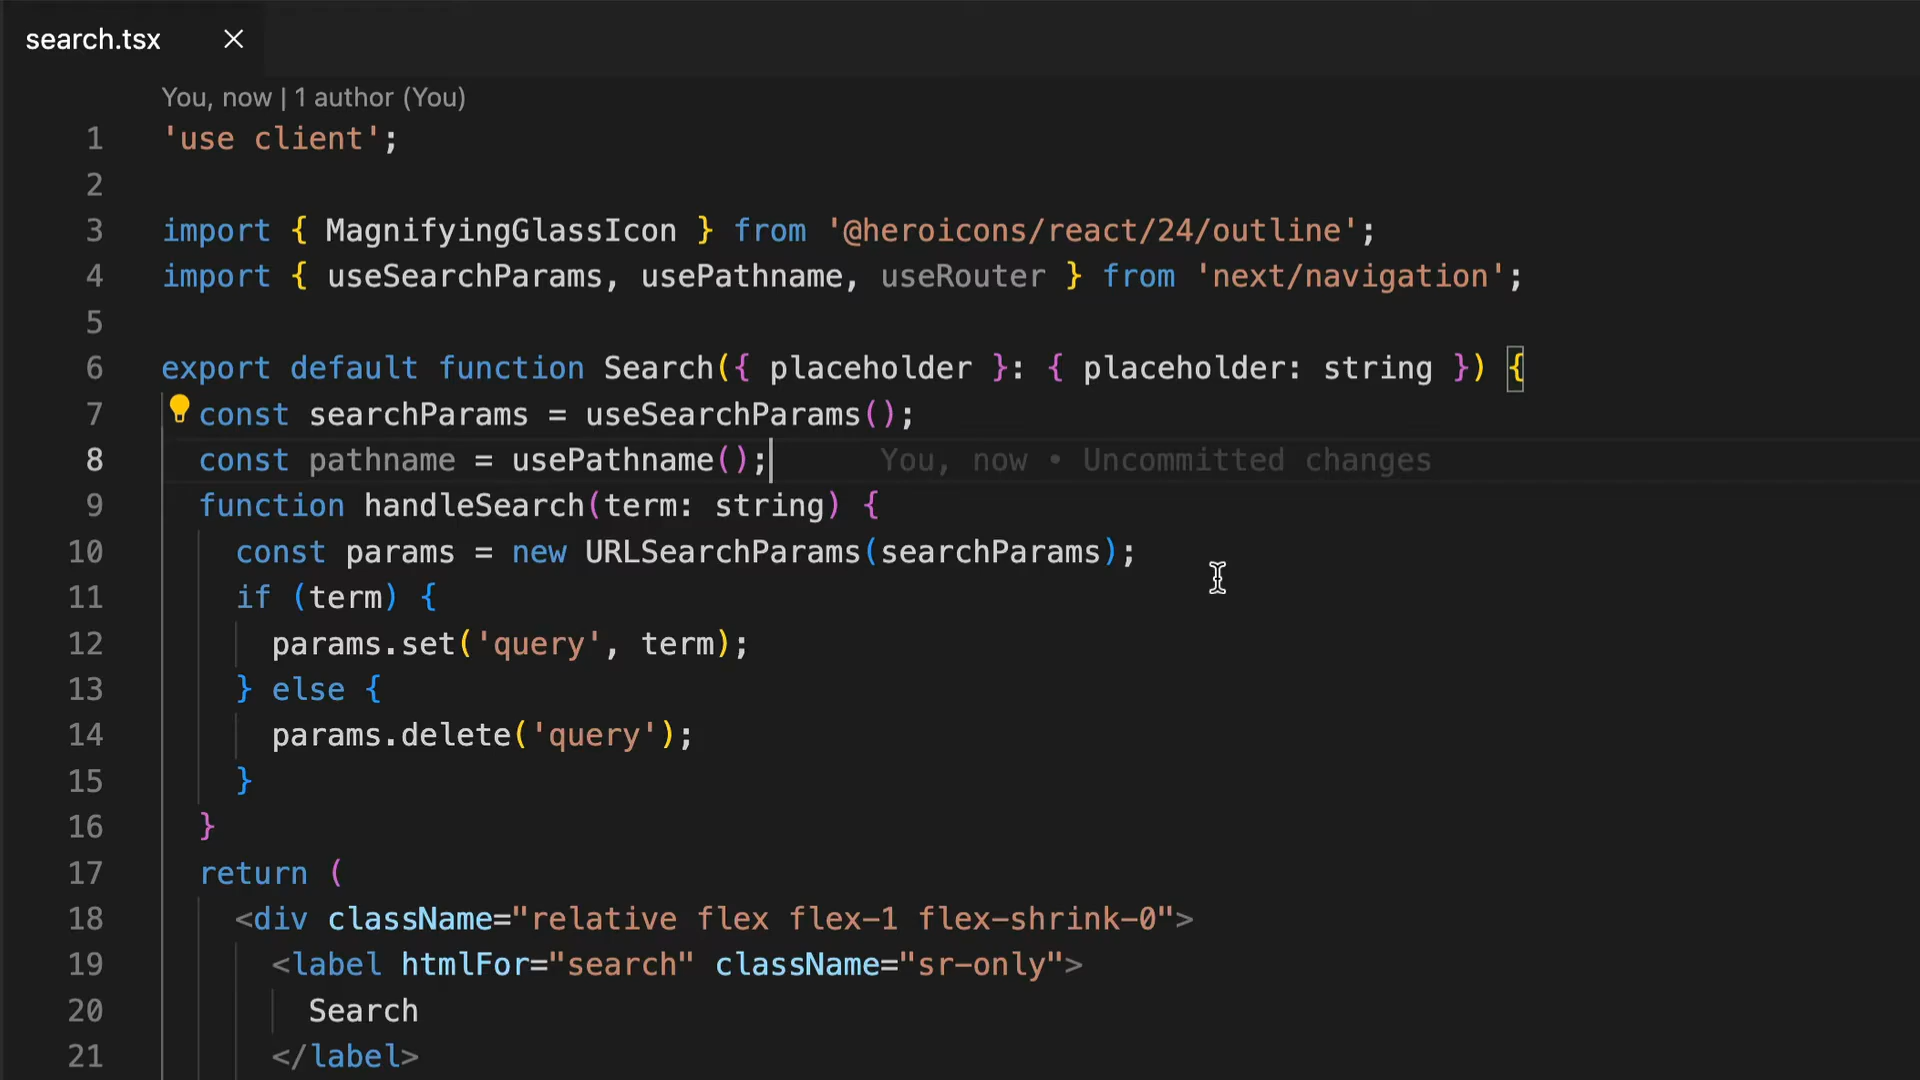 search.tsx
You, now | 1 author (You)
1 'use client';
2
3 import { MagnifyingGlassIcon } from '@heroicons/react/24/outline';
4 import { useSearchParams, usePathname, useRouter } from 'next/navigation';
5
6 export default function Search({ placeholder }: { placeholder: string }) {
7 const searchParams = useSearchParams();
8 const pathname = usePathname(); You, now • Uncommitted changes
9 function handleSearch(term: string) {
10 const params = new URLSearchParams(searchParams);
11 if (term) {
12 params.set('query', term);
13 } else {
14 params.delete('query');
15 }
16 }
17 return (
18 <div className="relative flex flex-1 flex-shrink-0">
19 <label htmlFor="search" className="sr-only">
20 Search
21 </label>